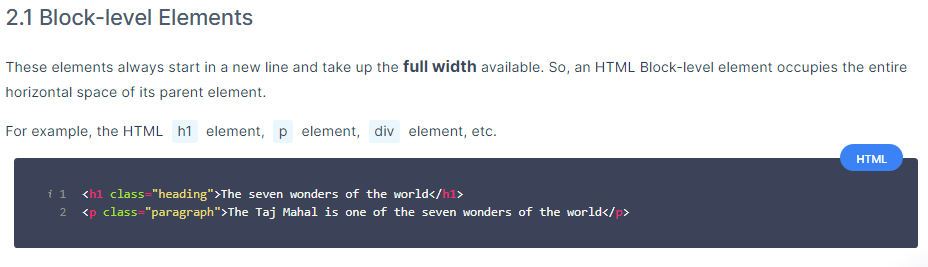 2.1 Block-level Elements
These elements always start in a new line and take up the full width available. So, an HTML Block-level element occupies the entire
horizontal space of its parent element.
For example, the HTML h1 element, p element, div element, etc.
HTML
i 1 <h1 class="heading">The seven wonders of the world</h1>
2 <p class="paragraph">The Taj Mahal is one of the seven wonders of the world</p>